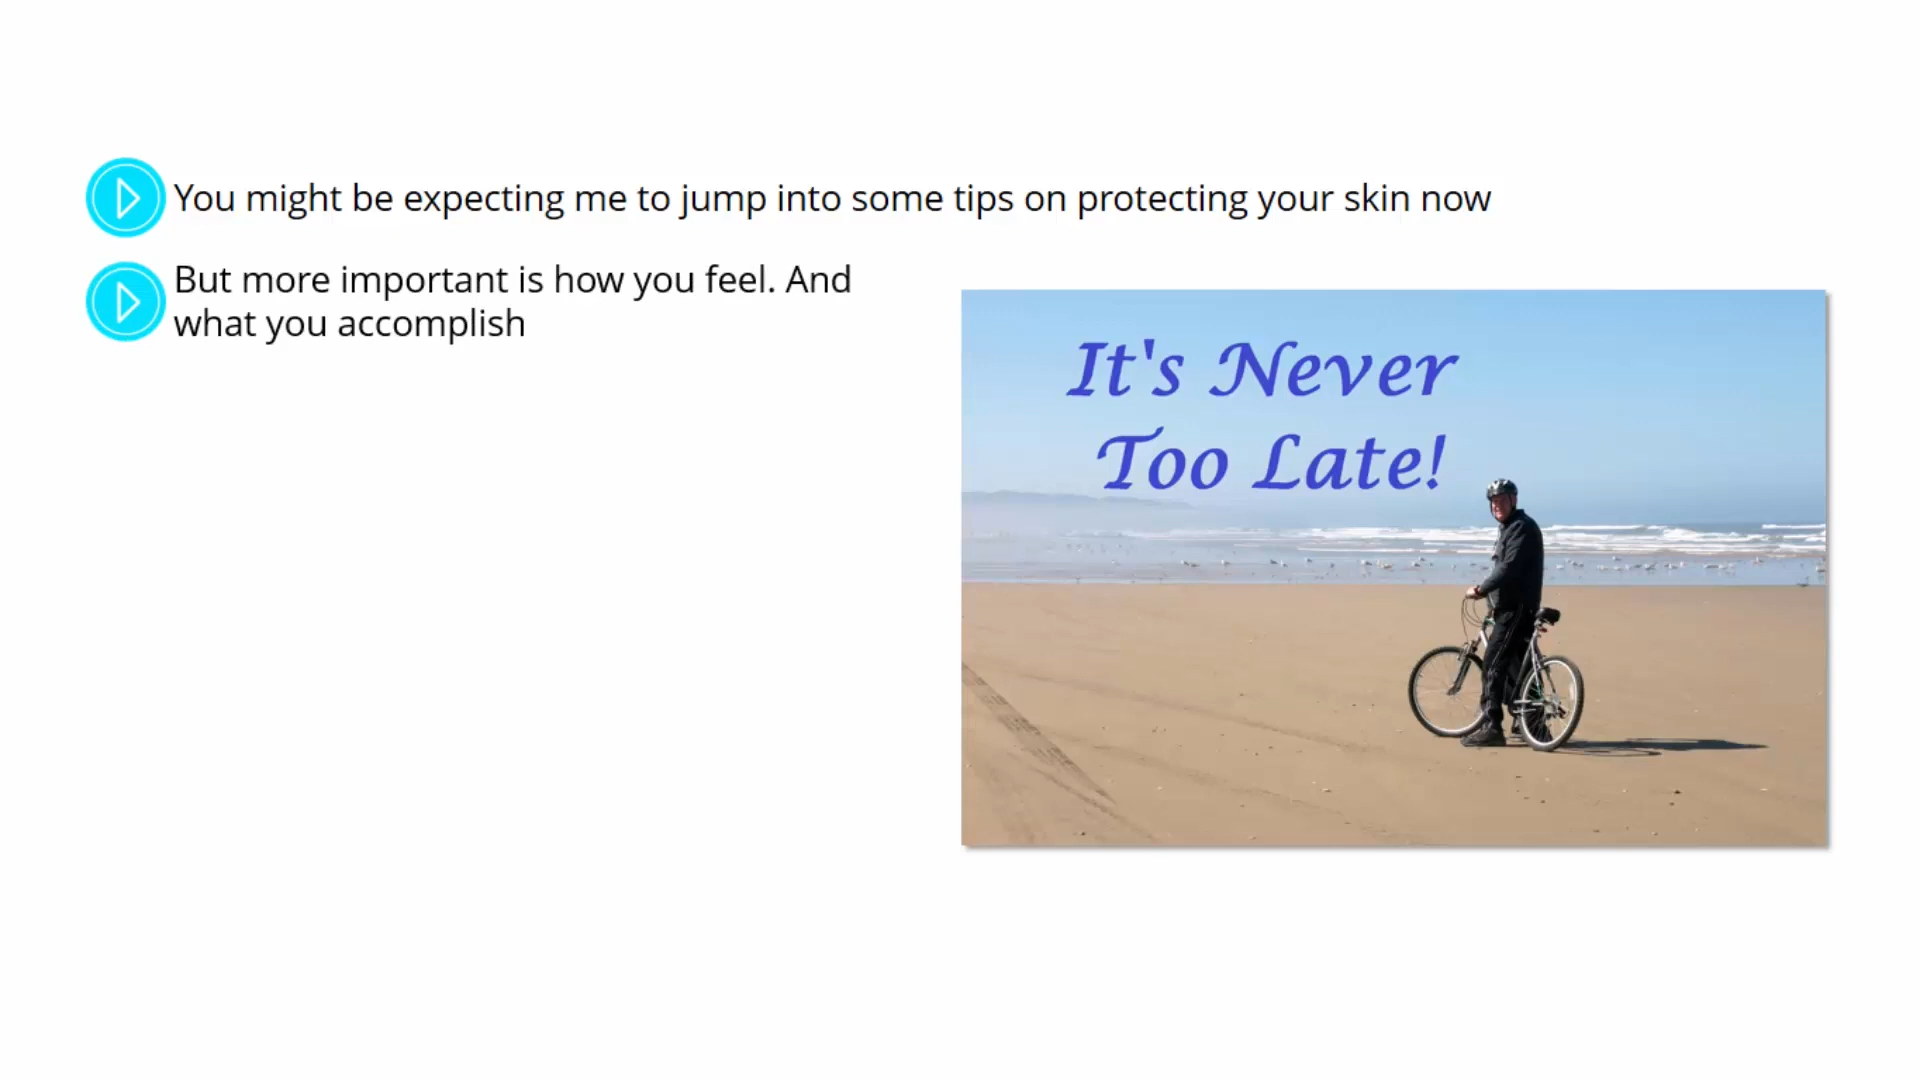 You might be expecting me to jump into some tips on protecting your skin now
But more important is how you feel. And
what you accomplish
It's Never
Too Late!